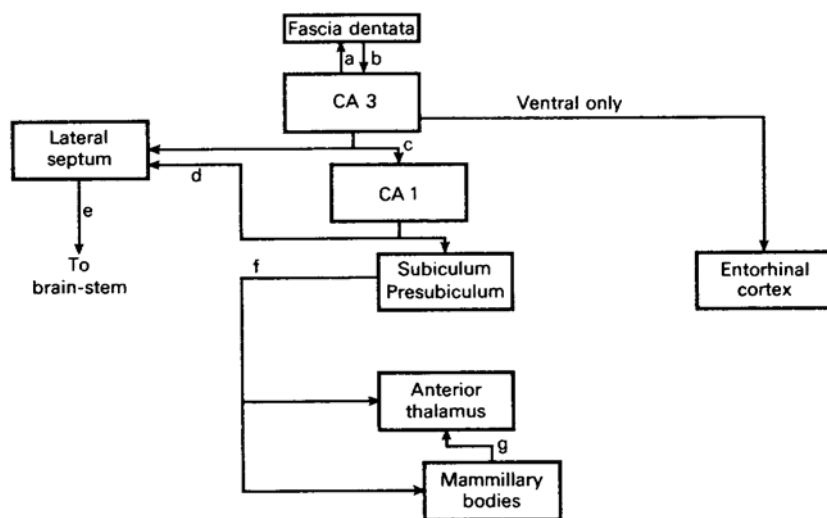 Fascia dentata
a
b
CA 3
Ventral only
Lateral
septum
c
d
CA 1
e
To
brain-stem
f
Subiculum
Presubiculum
Entorhinal
cortex
Anterior
thalamus
g
Mammillary
bodies